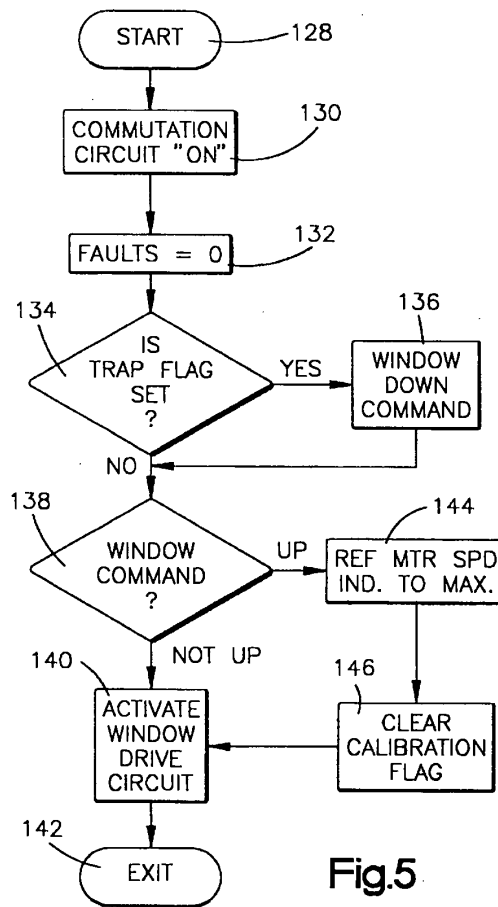 START
128
COMMUTATION
CIRCUIT "ON"
130
FAULTS = 0
132
134
IS
TRAP FLAG
SET
?
YES
136
WINDOW
DOWN
COMMAND
NO
138
WINDOW
COMMAND
?
UP
144
REF MTR SPD
IND. TO MAX.
NOT UP
140
ACTIVATE
WINDOW
DRIVE
CIRCUIT
146
CLEAR
CALIBRATION
FLAG
142
EXIT
Fig.5